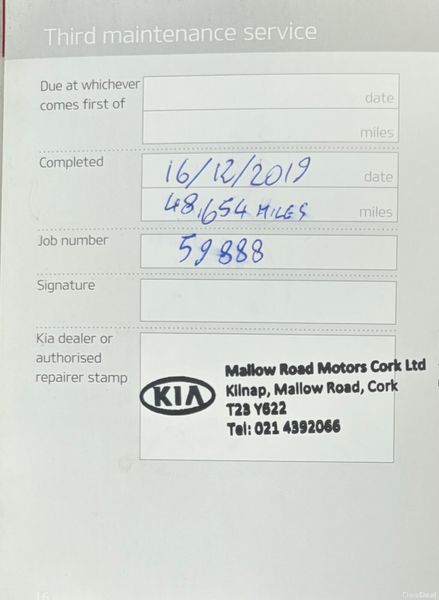 Third maintenance service
Due at whichever
comes first of
date
miles
Completed
16/12/2019 date
48,654 MILES miles
Job number
59888
Signature
Kia dealer or
authorised
repairer stamp
KIA
Mallow Road Motors Cork Ltd
Kilnap, Mallow Road, Cork
T23 Y622
Tel: 021 4392066
16
DoneDeal